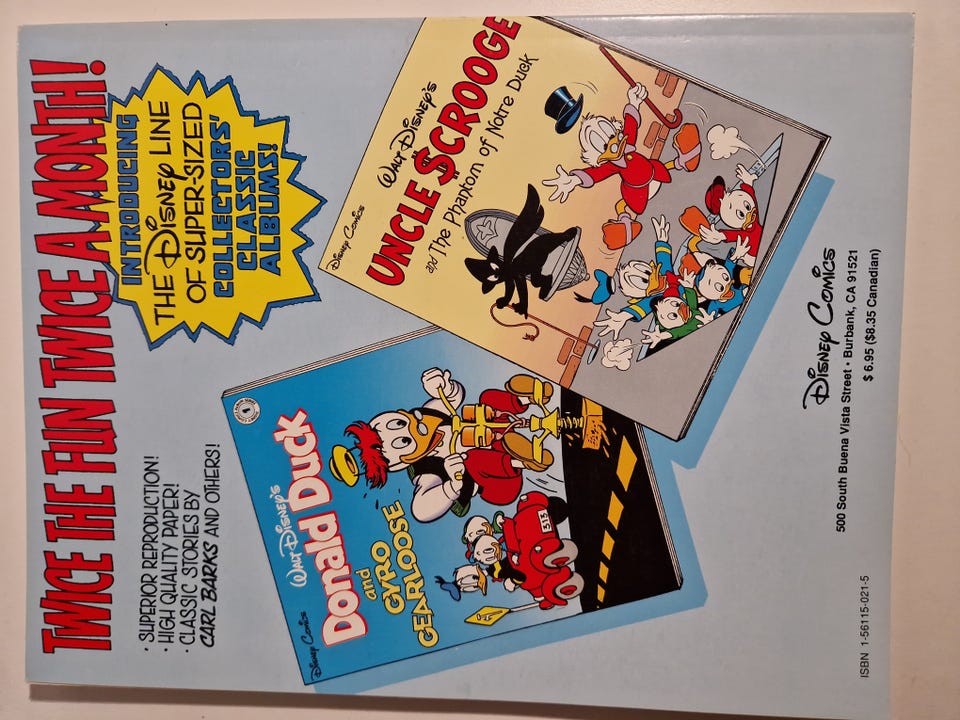 TWICE THE FUN TWICE A MONTH!
· SUPERIOR REPRODUCTION!
· HIGH QUALITY PAPER!
· CLASSIC STORIES BY
CARL BARKS AND OTHERS!
INTRODUCING
THE DISNEY LINE
OF SUPER-SIZED
COLLECTORS'
CLASSIC
ALBUMS!
Disney Comics
WALT DISNEY'S
Donald Duck
and
GYRO
GEARLOOSE
1
313
Disney Comics
WALT DISNEY'S
UNCLE $CROOGE
and The Phantom of Notre Duck
DISNEY COMICS
500 South Buena Vista Street • Burbank, CA 91521
$ 6.95 ($8.35 Canadian)
ISBN 1-56115-021-5